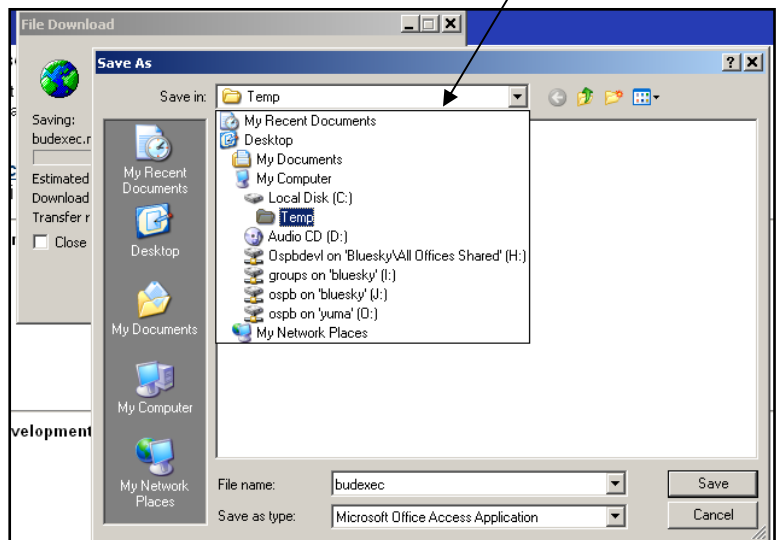 File Downlo
Save As
Save in:
Temp
Saving:
budexec.r
Estimated
Download
Transfer r
Close
My Recent Documents
Desktop
My Documents
My Computer
Local Disk (C:)
Temp
Audio CD (D:)
Ospbdevl on 'Bluesky\All Offices Shared' (H:)
groups on 'bluesky' (I:)
ospb on 'bluesky' (J:)
ospb on 'yuma' (O:)
My Network Places
My Recent
Documents
Desktop
My Documents
My Computer
My Network
Places
velopment
File name:
budexec
Save
Save as type:
Microsoft Office Access Application
Cancel